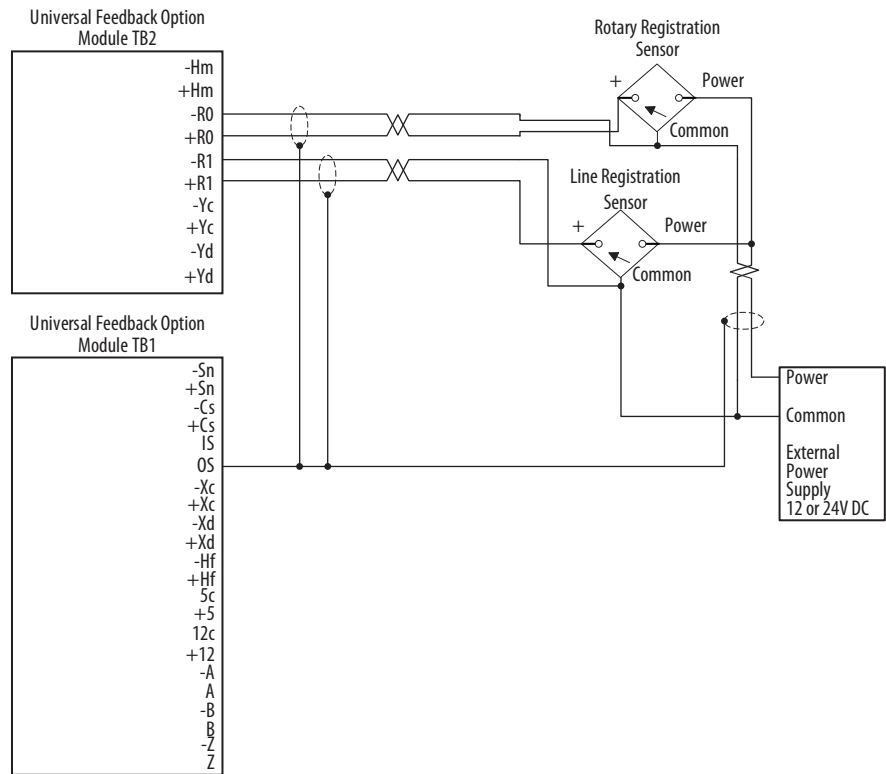 Universal Feedback Option
Module TB2
-Hm
+Hm
-R0
+R0
-R1
+R1
-Yc
+Yc
-Yd
+Yd
Rotary Registration
Sensor
+
Power
Common
Line Registration
Sensor
+
Power
Common
Universal Feedback Option
Module TB1
-Sn
+Sn
-Cs
+Cs
IS
OS
-Xc
+Xc
-Xd
+Xd
-Hf
+Hf
5c
+5
12c
+12
-A
A
-B
B
-Z
Z
Power
Common
External
Power
Supply
12 or 24V DC